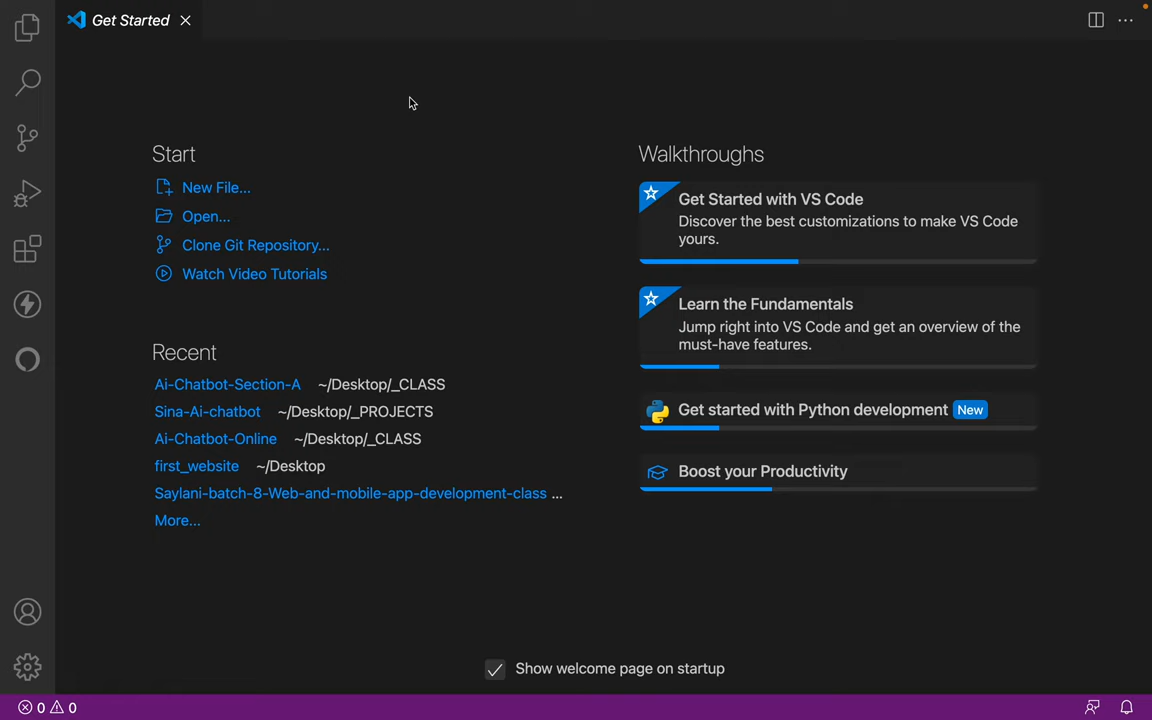 Get Started
Start
New File...
Open...
Clone Git Repository...
Watch Video Tutorials
Recent
Ai-Chatbot-Section-A ~/Desktop/_CLASS
Sina-Ai-chatbot ~/Desktop/_PROJECTS
Ai-Chatbot-Online ~/Desktop/_CLASS
first_website ~/Desktop
Saylani-batch-8-Web-and-mobile-app-development-class ...
More...
Walkthroughs
Get Started with VS Code
Discover the best customizations to make VS Code
yours.
Learn the Fundamentals
Jump right into VS Code and get an overview of the
must-have features.
Get started with Python development New
Boost your Productivity
Show welcome page on startup
0 0